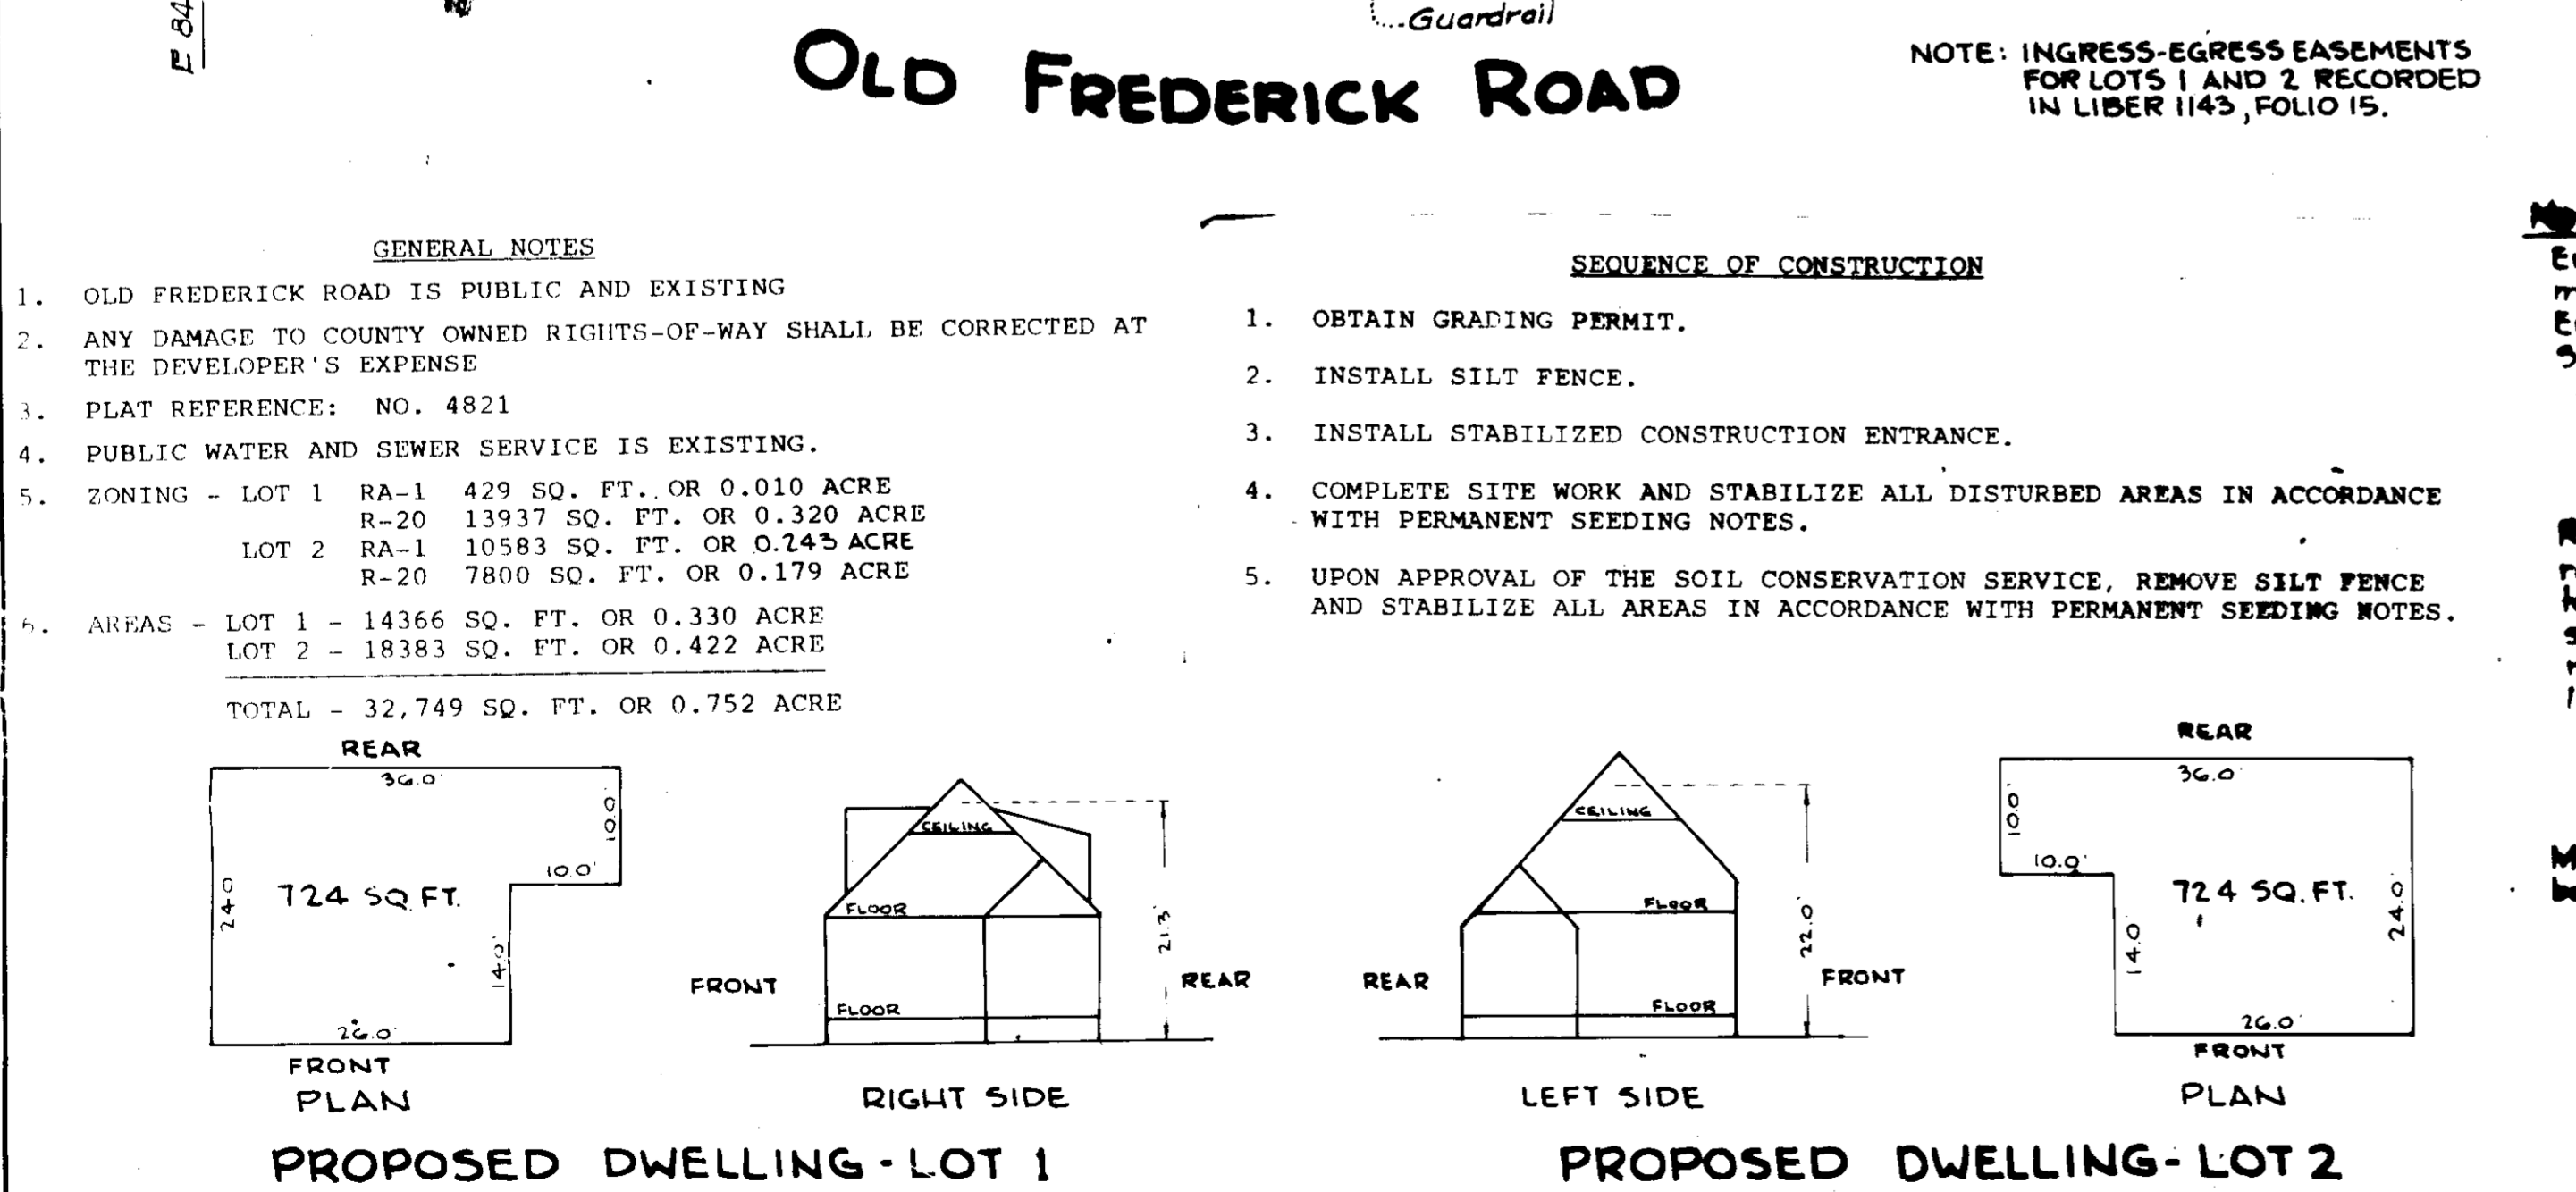 E 84
Guardrail
OLD FREDERICK ROAD
NOTE: INGRESS-EGRESS EASEMENTS
FOR LOTS 1 AND 2 RECORDED
IN LIBER 1143, FOLIO 15.
GENERAL NOTES
1. OLD FREDERICK ROAD IS PUBLIC AND EXISTING
2. ANY DAMAGE TO COUNTY OWNED RIGHTS-OF-WAY SHALL BE CORRECTED AT
THE DEVELOPER'S EXPENSE
3. PLAT REFERENCE: NO. 4821
4. PUBLIC WATER AND SEWER SERVICE IS EXISTING.
5. ZONING - LOT 1 RA-1 429 SQ. FT. OR 0.010 ACRE
R-20 13937 SQ. FT. OR 0.320 ACRE
LOT 2 RA-1 10583 SQ. FT. OR 0.243 ACRE
R-20 7800 SQ. FT. OR 0.179 ACRE
6. AREAS - LOT 1 - 14366 SQ. FT. OR 0.330 ACRE
LOT 2 - 18383 SQ. FT. OR 0.422 ACRE
TOTAL - 32,749 SQ. FT. OR 0.752 ACRE
SEQUENCE OF CONSTRUCTION
1. OBTAIN GRADING PERMIT.
2. INSTALL SILT FENCE.
3. INSTALL STABILIZED CONSTRUCTION ENTRANCE.
4. COMPLETE SITE WORK AND STABILIZE ALL DISTURBED AREAS IN ACCORDANCE
WITH PERMANENT SEEDING NOTES.
5. UPON APPROVAL OF THE SOIL CONSERVATION SERVICE, REMOVE SILT FENCE
AND STABILIZE ALL AREAS IN ACCORDANCE WITH PERMANENT SEEDING NOTES.
REAR
36.0'
10.0'
10.0'
24.0
724 SQ. FT.
14.0'
26.0'
FRONT
PLAN
CEILING
FLOOR
FLOOR
21.3'
FRONT
REAR
RIGHT SIDE
PROPOSED DWELLING - LOT 1
CEILING
FLOOR
FLOOR
22.0'
REAR
FRONT
LEFT SIDE
REAR
36.0'
10.0'
10.0'
724 SQ. FT.
14.0'
24.0'
26.0'
FRONT
PLAN
PROPOSED DWELLING - LOT 2